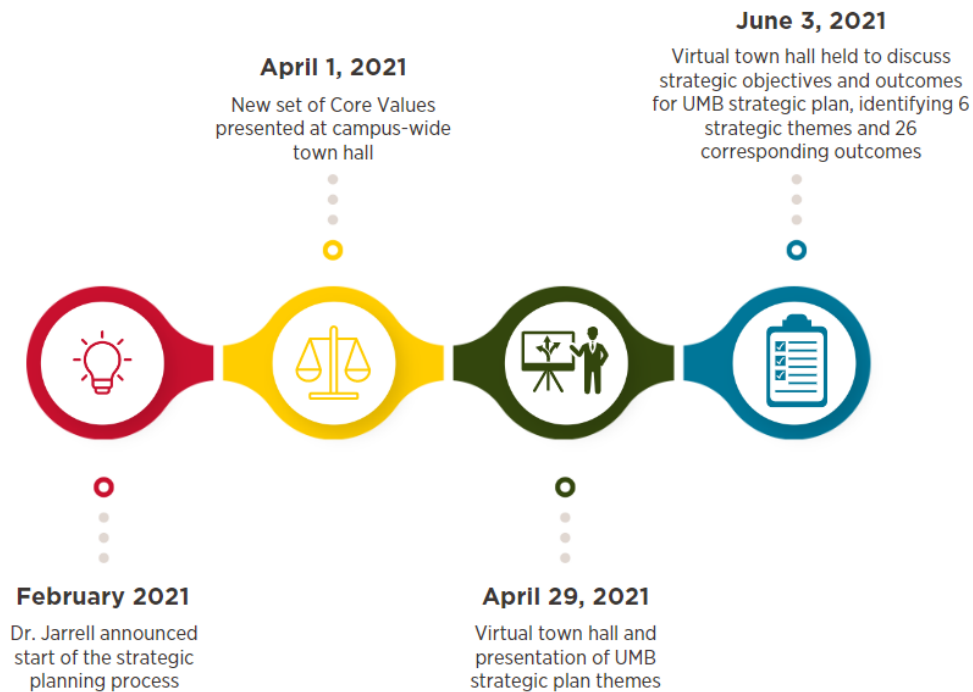 February 2021
Dr. Jarrell announced
start of the strategic
planning process
April 1, 2021
New set of Core Values
presented at campus-wide
town hall
April 29, 2021
Virtual town hall and
presentation of UMB
strategic plan themes
June 3, 2021
Virtual town hall held to discuss
strategic objectives and outcomes
for UMB strategic plan, identifying 6
strategic themes and 26
corresponding outcomes